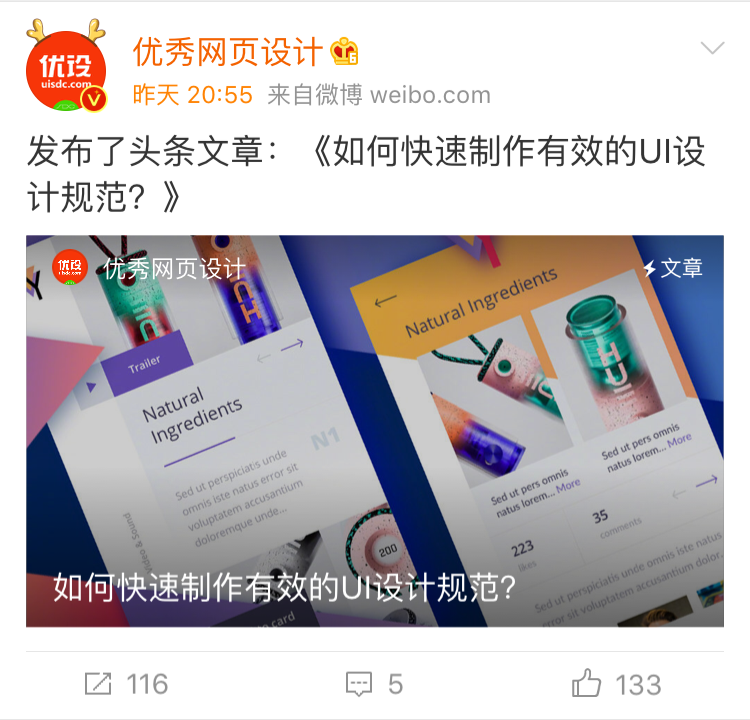 优设
uisdc.com
优秀网页设计
昨天 20:55 来自微博 weibo.com
发布了头条文章：《如何快速制作有效的UI设
计规范？》
优设
优秀网页设计
文章
Trailer
Natural
Ingredients
N1
Sed ut perspiciatis unde
omnis iste natus error sit
voluptatem accusantium
doloremque unde...
Natural Ingredients
HUE
Sed ut pers omnis
natus lorem... More
Sed ut pers omnis
natus lorem... More
223
likes
35
comments
Sed ut perspiciatis unde omnis iste natus
error sit voluptatem accusantium dolor
& Sound
200
card
如何快速制作有效的UI设计规范？
116
5
133